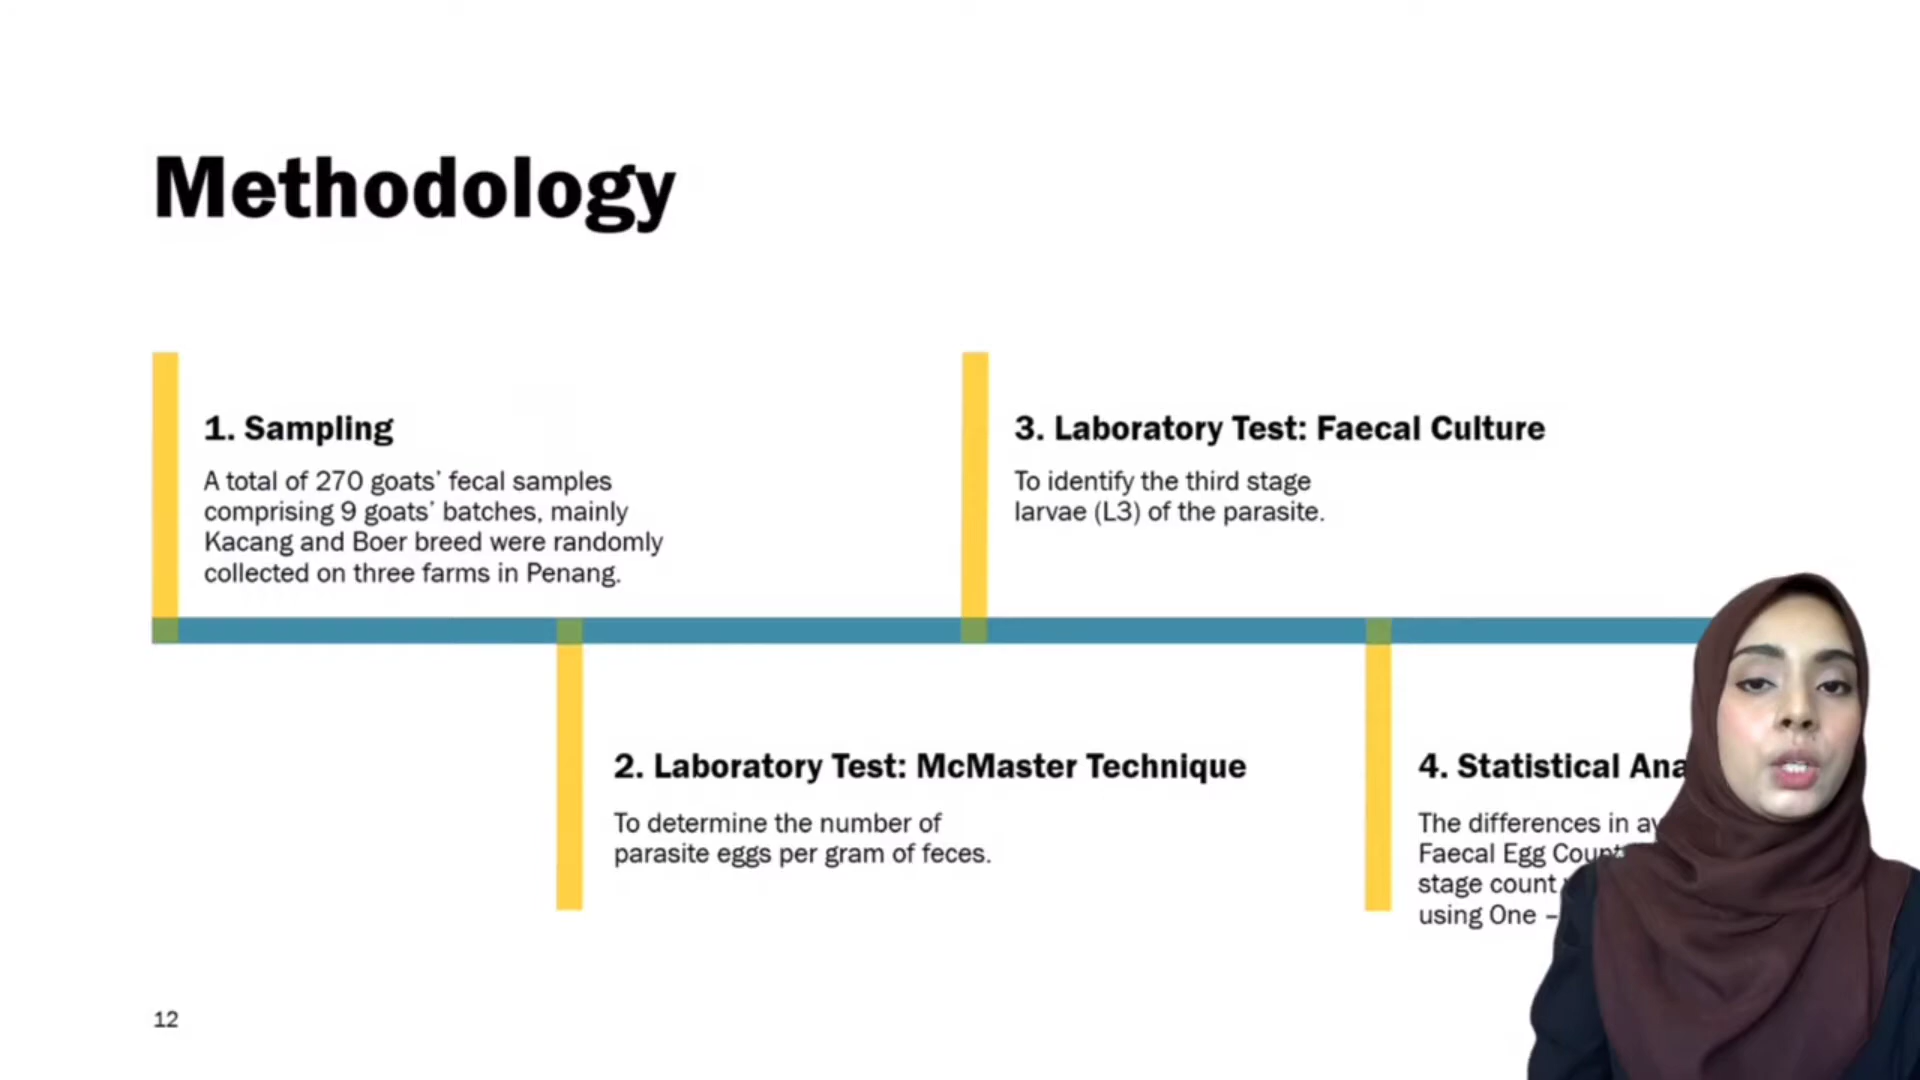 Methodology
1. Sampling
A total of 270 goats’ fecal samples
comprising 9 goats’ batches, mainly
Kacang and Boer breed were randomly
collected on three farms in Penang.
2. Laboratory Test: McMaster Technique
To determine the number of
parasite eggs per gram of feces.
3. Laboratory Test: Faecal Culture
To identify the third stage
larvae (L3) of the parasite.
4. Statistical
The differences in
Faecal Egg
stage count
using One –
12